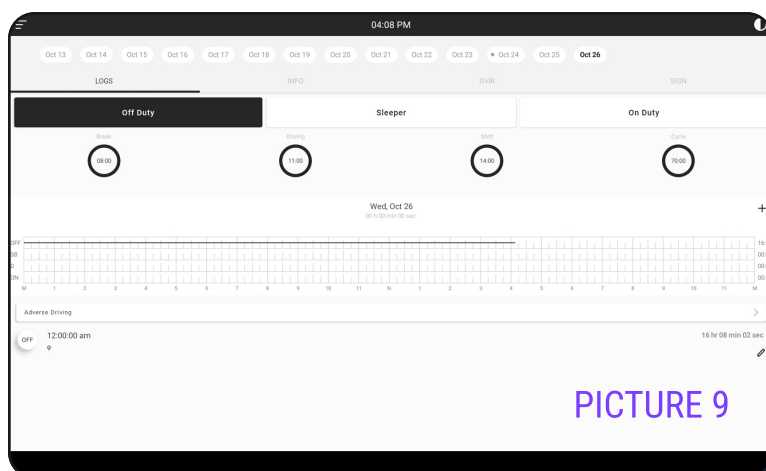 04:08 PM
Oct 13 Oct 14 Oct 15 Oct 16 Oct 17 Oct 18 Oct 19 Oct 20 Oct 21 Oct 22 Oct 23 Oct 24 Oct 25 Oct 26
LOGS INFO DVIR SIGN
Off Duty Sleeper On Duty
Break Driving Shift Cycle
08:00 11:00 14:00 70:00
Wed, Oct 26
00 h 00 min 00 sec
+
OFF 16:
SB 00:
D 00:
ON 00:
M 1 2 3 4 5 6 7 8 9 10 11 N 1 2 3 4 5 6 7 8 9 10 11 M
Adverse Driving
OFF 12:00:00 am 16 hr 08 min 02 sec
PICTURE 9